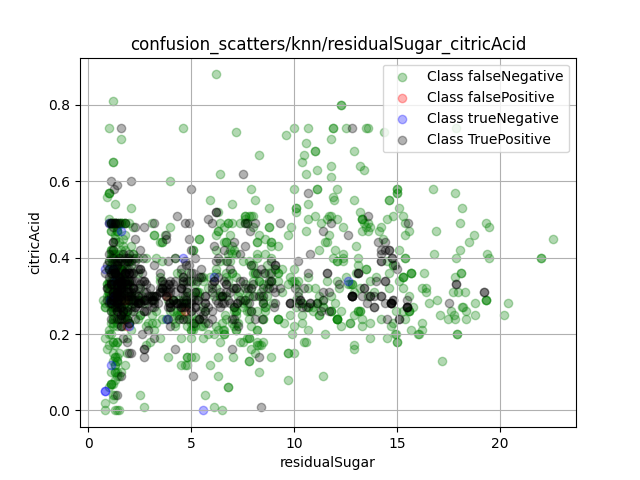 confusion_scatters/knn/residualSugar_citricAcid
Class falseNegative
Class falsePositive
Class trueNegative
Class TruePositive
0.8
0.6
0.4
0.2
0.0
citricAcid
0 5 10 15 20
residualSugar